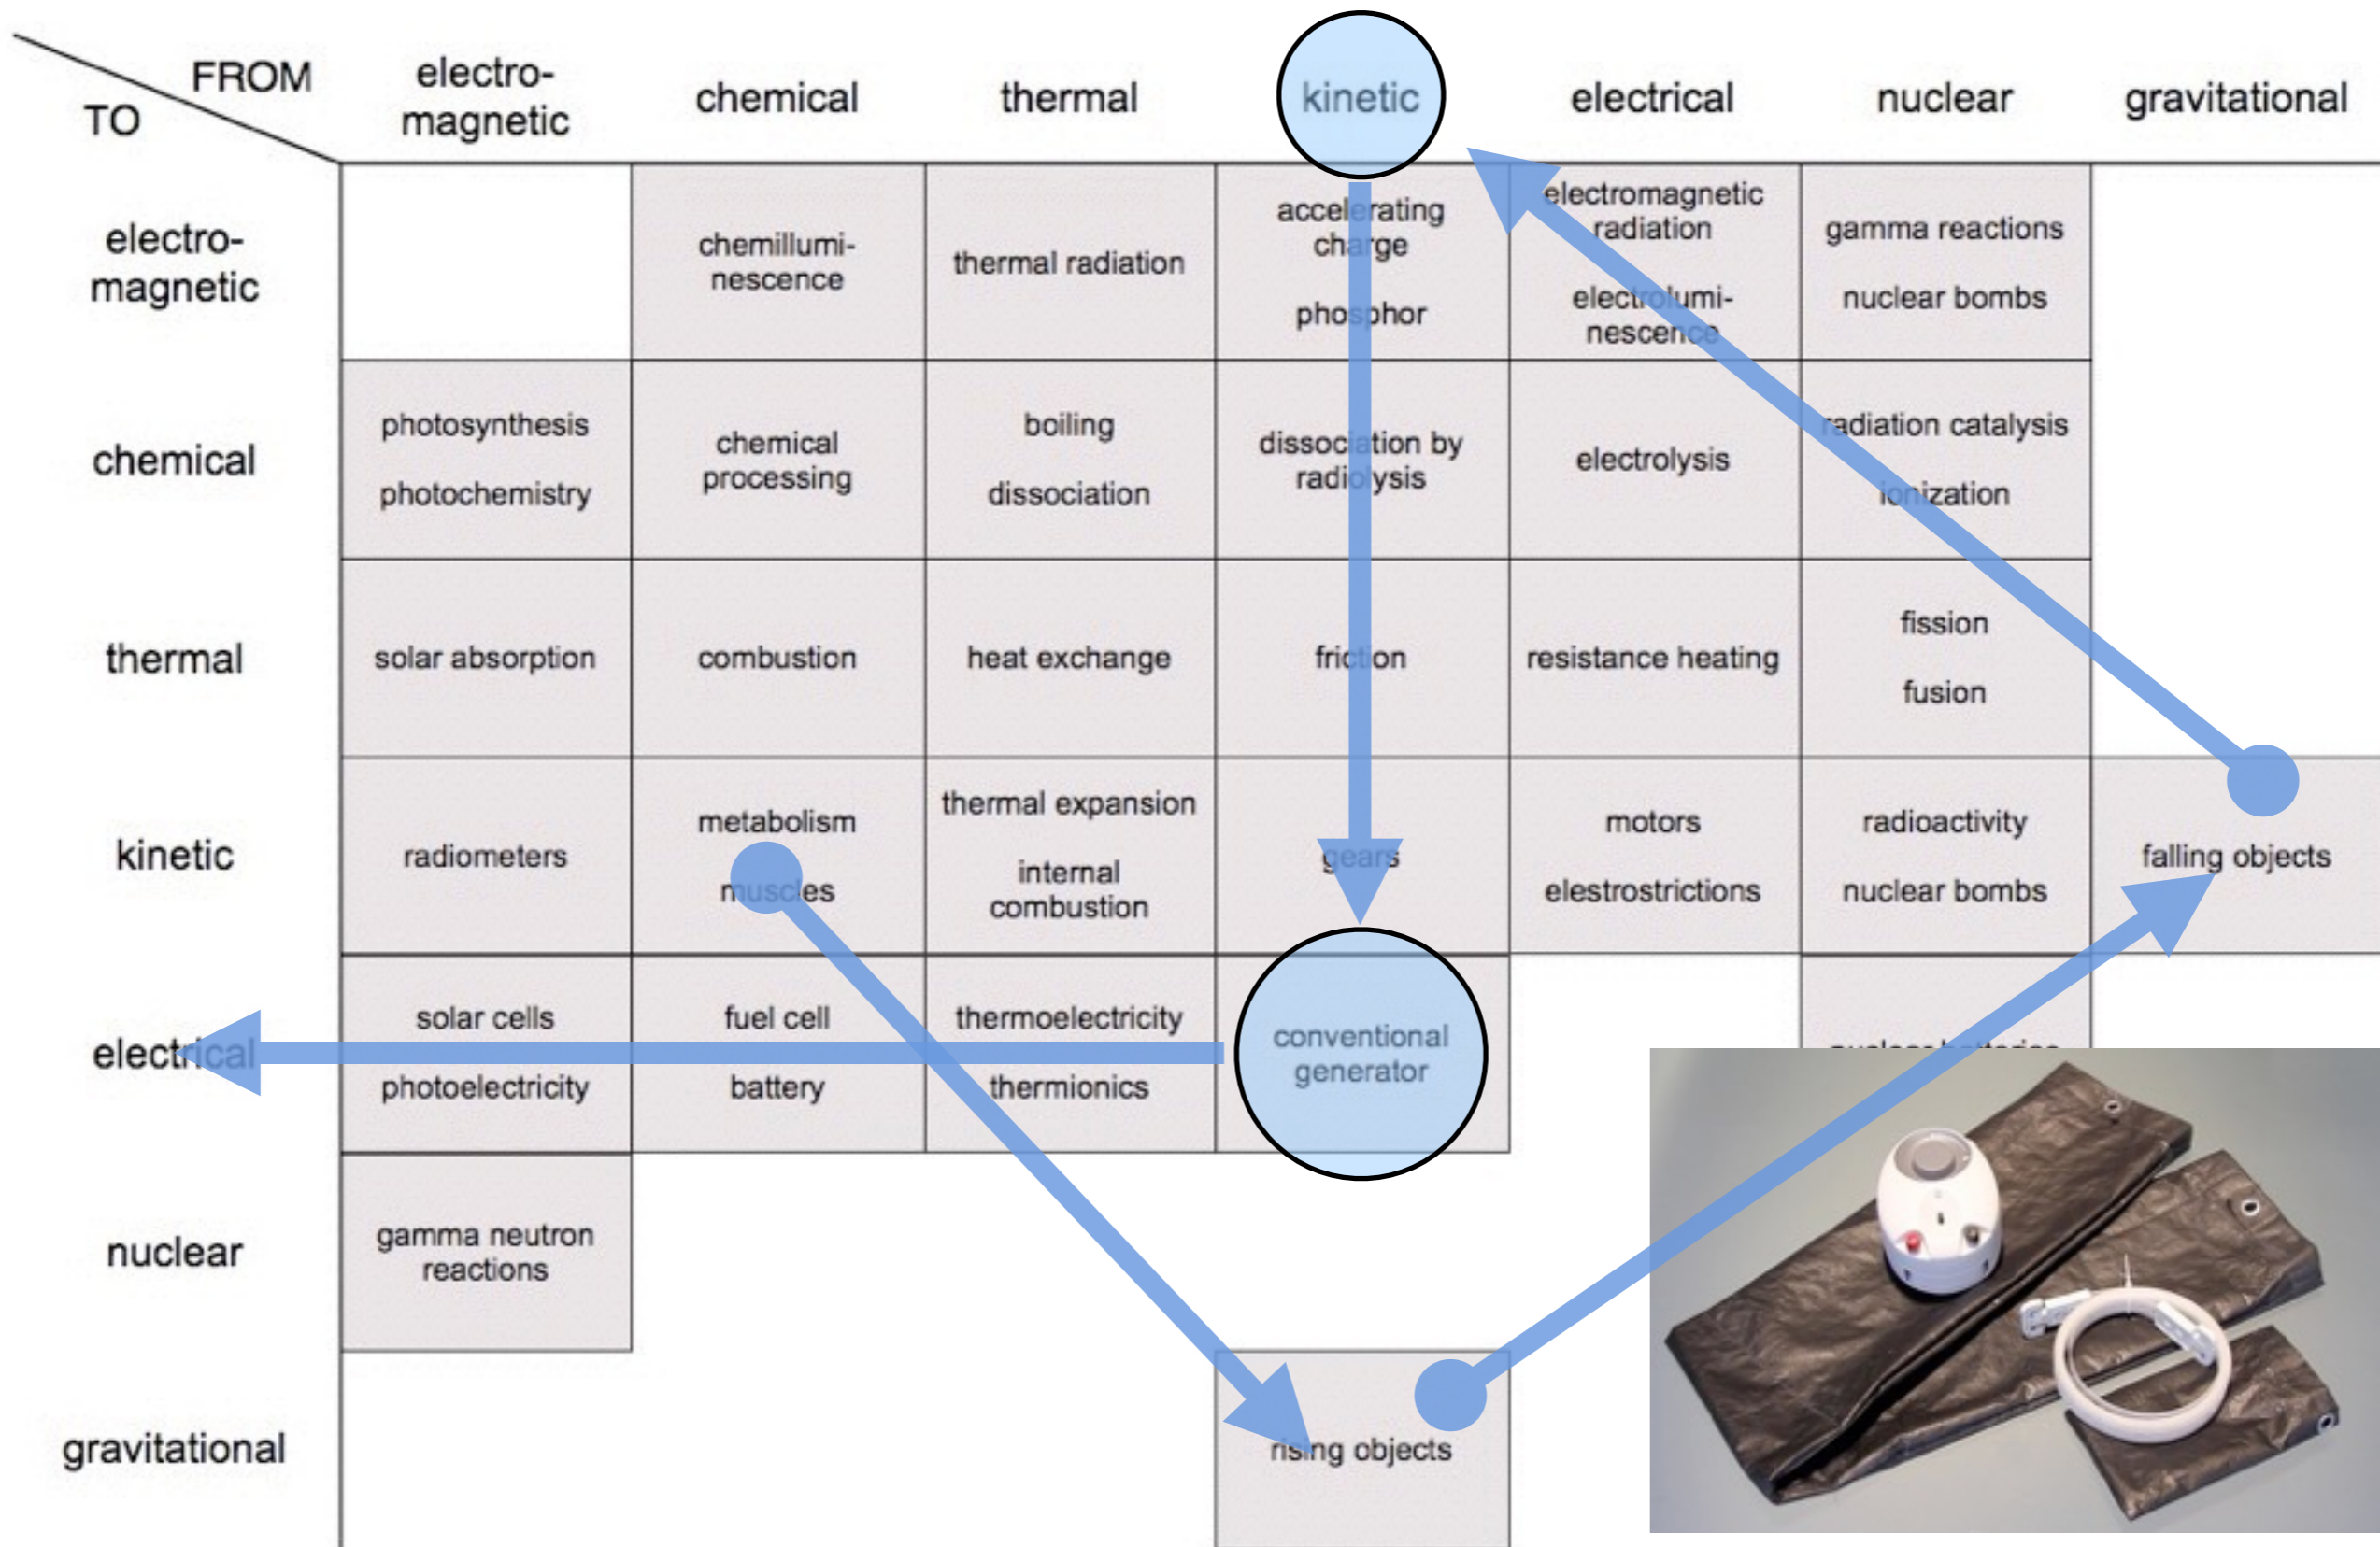 FROM
TO
electro-
magnetic
chemical
thermal
kinetic
electrical
nuclear
gravitational
electro-
magnetic
chemillumi-
nescence
thermal radiation
accelerating
charge
phosphor
electromagnetic
radiation
electrolumi-
nescence
gamma reactions
nuclear bombs
chemical
photosynthesis
photochemistry
chemical
processing
boiling
dissociation
dissociation by
radiolysis
electrolysis
radiation catalysis
ionization
thermal
solar absorption
combustion
heat exchange
friction
resistance heating
fission
fusion
kinetic
radiometers
metabolism
muscles
thermal expansion
internal
combustion
gears
motors
elestrostrictions
radioactivity
nuclear bombs
falling objects
electrical
solar cells
photoelectricity
fuel cell
battery
thermoelectricity
thermionics
conventional
generator
nuclear
gamma neutron
reactions
gravitational
rising objects